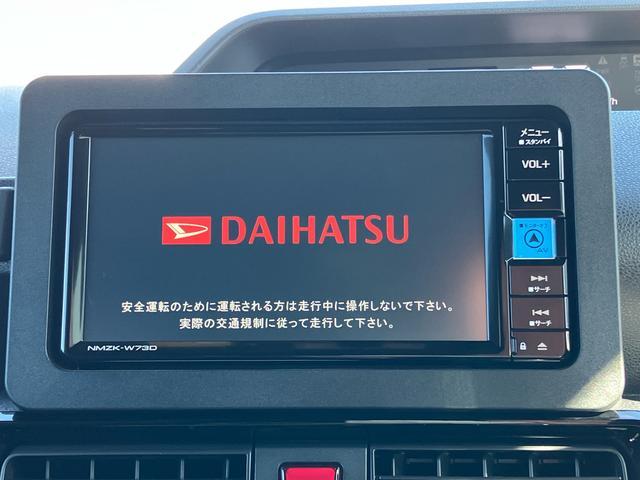 DAIHATSU
安全運転のために運転される方は走行中に操作しないで下さい。
実際の交通規制に従って走行して下さい。
NMZK-W73D
メニュー
スタンバイ
VOL+
VOL−
AV
サーチ
サーチ